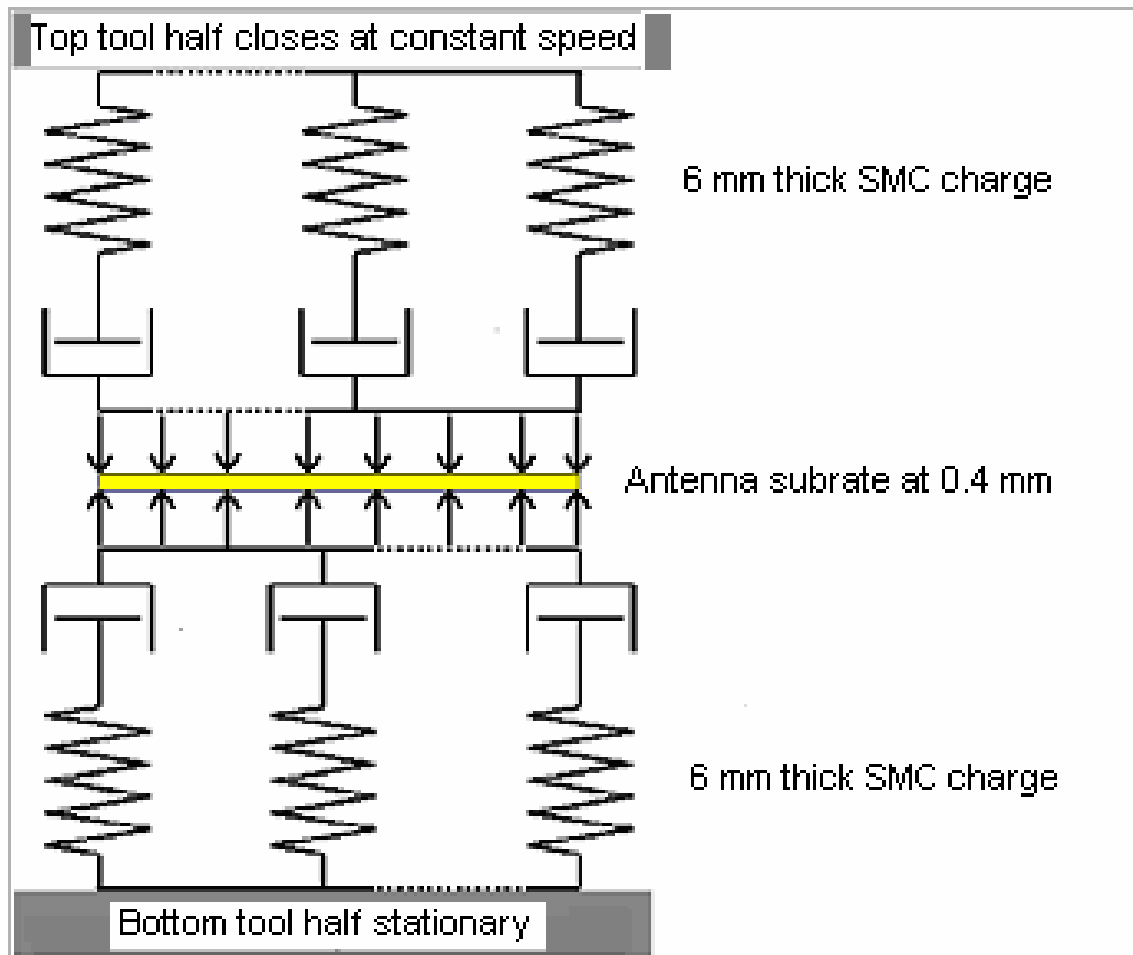 Top tool half closes at constant speed
6 mm thick SMC charge
Antenna subrate at 0.4 mm
6 mm thick SMC charge
Bottom tool half stationary